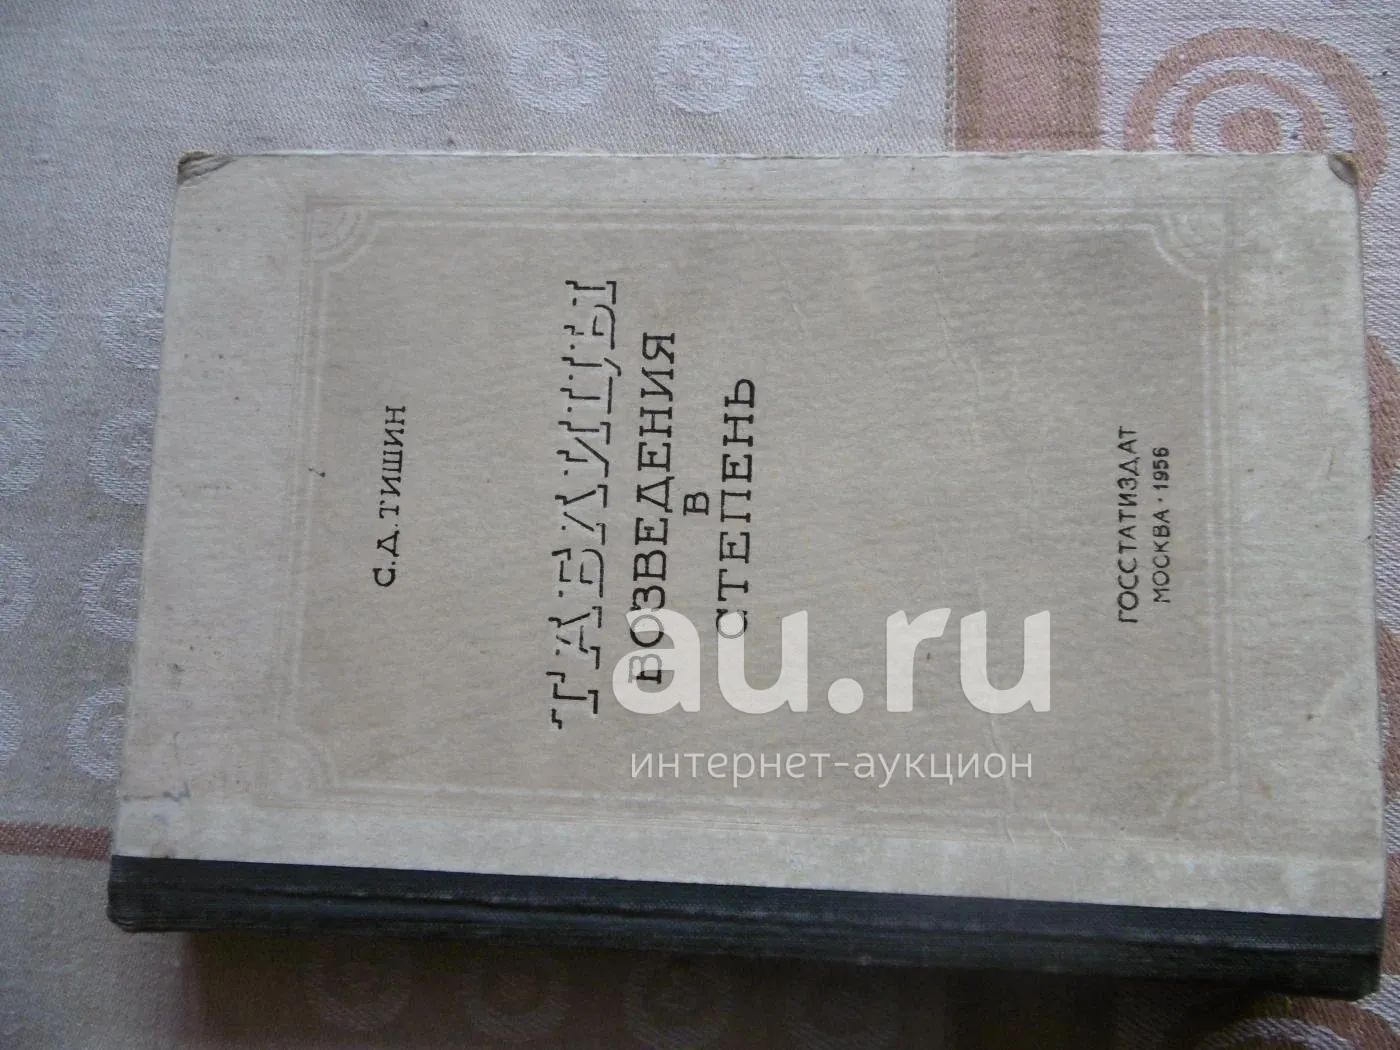 С. Д. ТИШИН
ТАБЛИЦЫ
ВОЗВЕДЕНИЯ
В
СТЕПЕНЬ
ГОССТАТИЗДАТ
МОСКВА · 1956
au.ru
интернет-аукцион